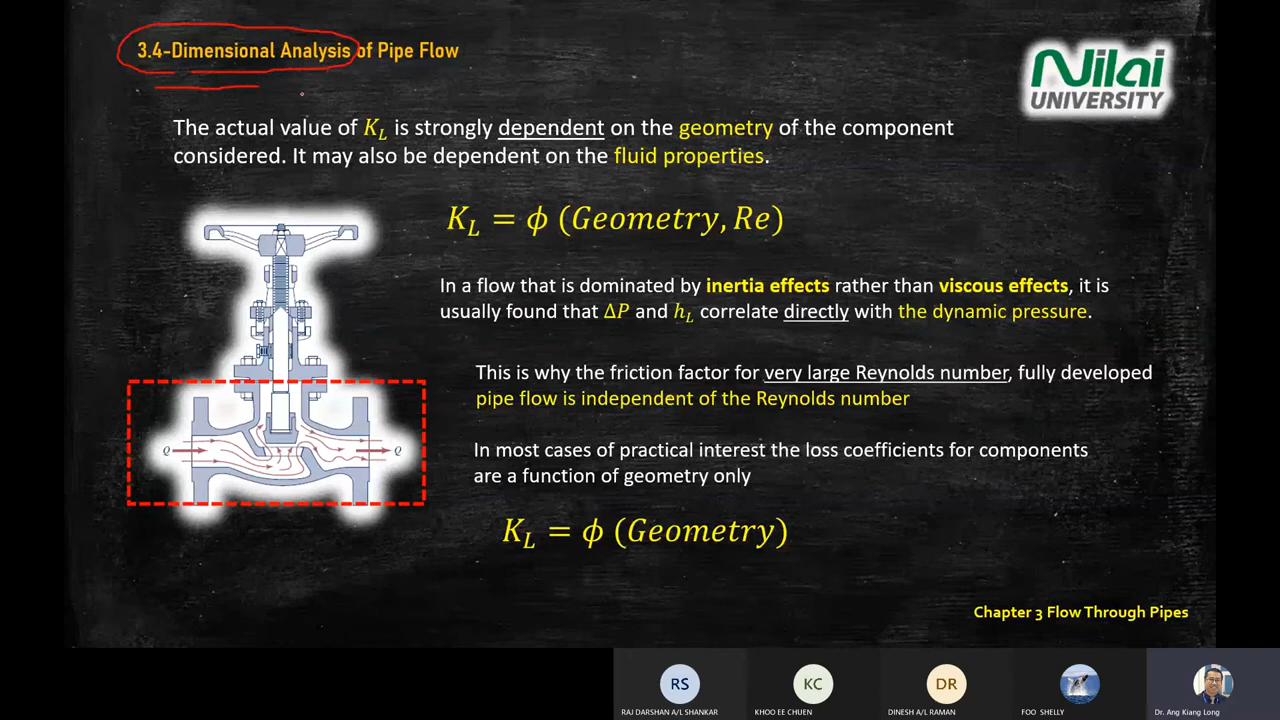 3.4-Dimensional Analysis of Pipe Flow
Nilai
UNIVERSITY
The actual value of K_L is strongly dependent on the geometry of the component
considered. It may also be dependent on the fluid properties.
K_L = ϕ (Geometry, Re)
In a flow that is dominated by inertia effects rather than viscous effects, it is
usually found that ΔP and h_L correlate directly with the dynamic pressure.
This is why the friction factor for very large Reynolds number, fully developed
pipe flow is independent of the Reynolds number
Q
Q
In most cases of practical interest the loss coefficients for components
are a function of geometry only
K_L = ϕ (Geometry)
Chapter 3 Flow Through Pipes
RS
KC
DR
RAJ DARSHAN A/L SHANKAR
KHOO EE CHUEN
DINESH A/L RAMAN
FOO SHELLY
Dr. Ang Kiang Long